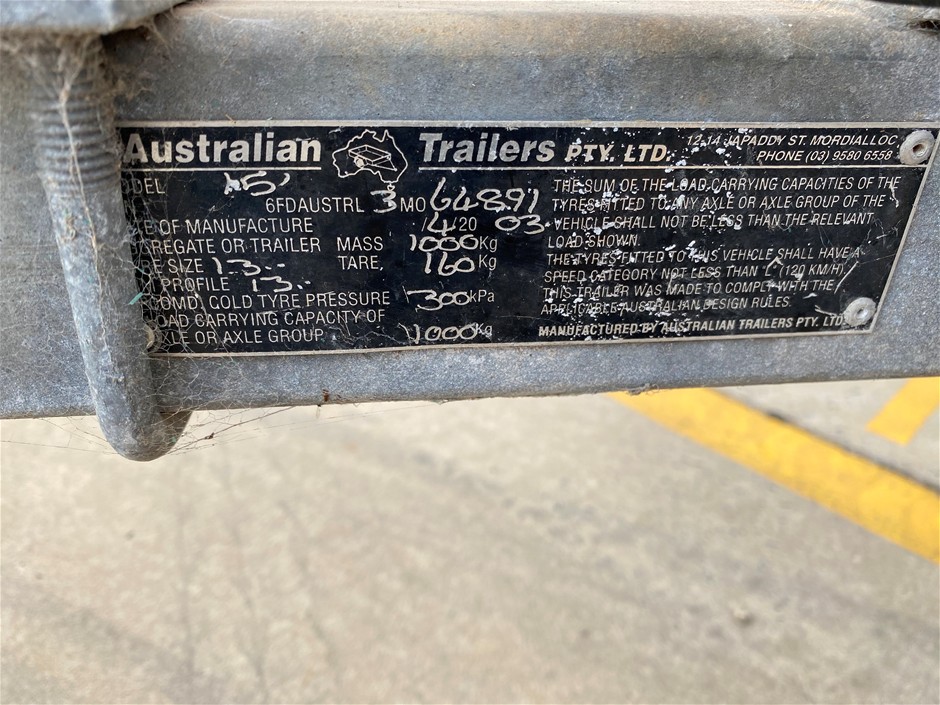 Australian Trailers PTY. LTD. 12-14 JAPADDY ST. MORDIALLOC,
PHONE (03) 9580 6558
ODEL 15'
6FDAUSTRL 3 MO 64891
E OF MANUFACTURE 4/20 03
GREGATE OR TRAILER MASS 1000 Kg
E SIZE 13 TARE, 160 Kg
PROFILE 13
OMD. COLD TYRE PRESSURE 300 kPa
OAD CARRYING CAPACITY OF
XLE OR AXLE GROUP. 1000 Kg
THE SUM OF THE LOAD CARRYING CAPACITIES OF THE
TYRES FITTED TO ANY AXLE OR AXLE GROUP OF THE
VEHICLE SHALL NOT BE LESS THAN THE RELEVANT
LOAD SHOWN.
THE TYRES FITTED TO THIS VEHICLE SHALL HAVE A
SPEED CATEGORY NOT LESS THAN L (120 KM/H)
THIS TRAILER WAS MADE TO COMPLY WITH THE
APPLICABLE AUSTRALIAN DESIGN RULES.
MANUFACTURED BY AUSTRALIAN TRAILERS PTY. LTD.